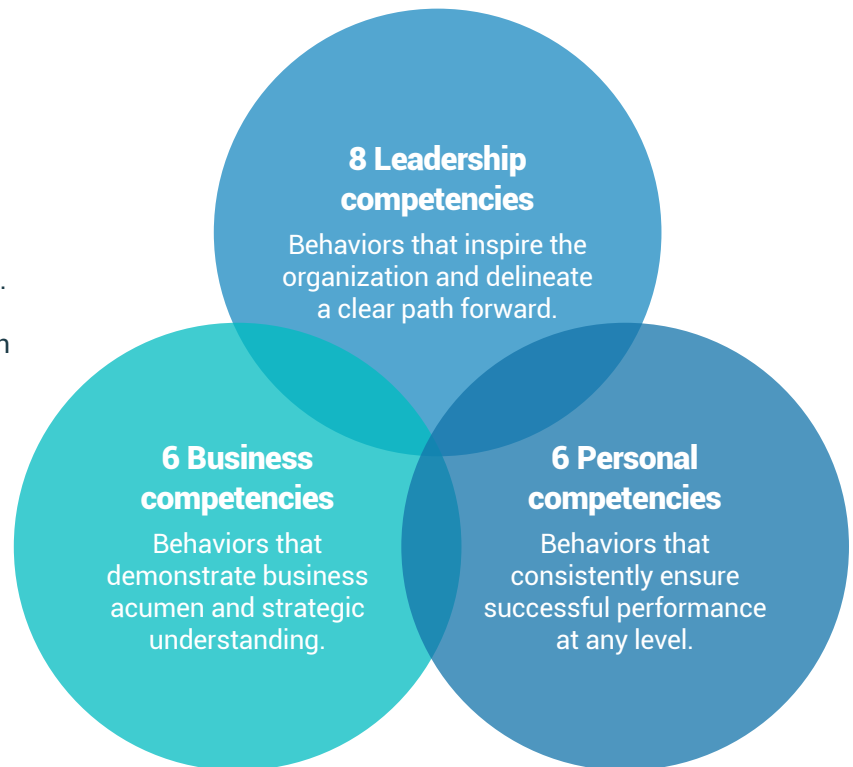 8 Leadership
competencies
Behaviors that inspire the
organization and delineate
a clear path forward.
6 Business
competencies
Behaviors that
demonstrate business
acumen and strategic
understanding.
6 Personal
competencies
Behaviors that
consistently ensure
successful performance
at any level.